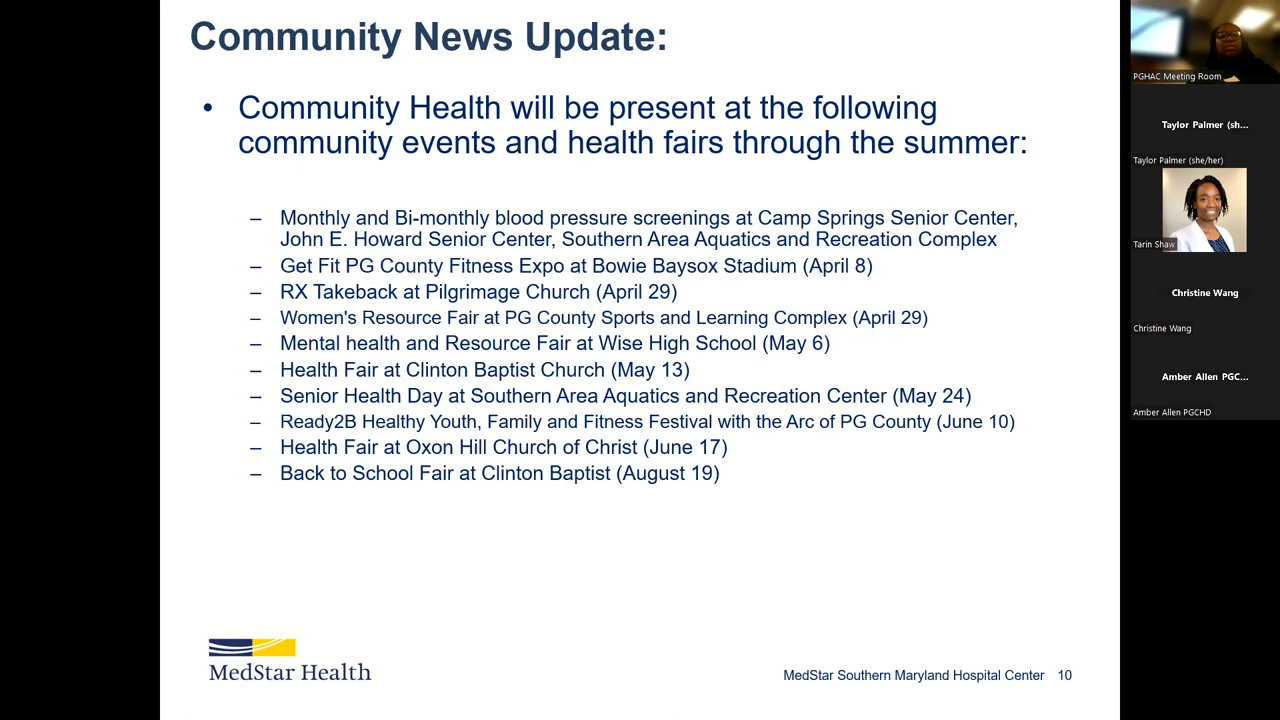 Community News Update:
• Community Health will be present at the following
community events and health fairs through the summer:
– Monthly and Bi-monthly blood pressure screenings at Camp Springs Senior Center,
John E. Howard Senior Center, Southern Area Aquatics and Recreation Complex
– Get Fit PG County Fitness Expo at Bowie Baysox Stadium (April 8)
– RX Takeback at Pilgrimage Church (April 29)
– Women's Resource Fair at PG County Sports and Learning Complex (April 29)
– Mental health and Resource Fair at Wise High School (May 6)
– Health Fair at Clinton Baptist Church (May 13)
– Senior Health Day at Southern Area Aquatics and Recreation Center (May 24)
– Ready2B Healthy Youth, Family and Fitness Festival with the Arc of PG County (June 10)
– Health Fair at Oxon Hill Church of Christ (June 17)
– Back to School Fair at Clinton Baptist (August 19)
MedStar Health
MedStar Southern Maryland Hospital Center 10
PGHAC Meeting Room
Taylor Palmer (sh...
Taylor Palmer (she/her)
Tarin Shaw
Christine Wang
Christine Wang
Amber Allen PGC...
Amber Allen PGCHD